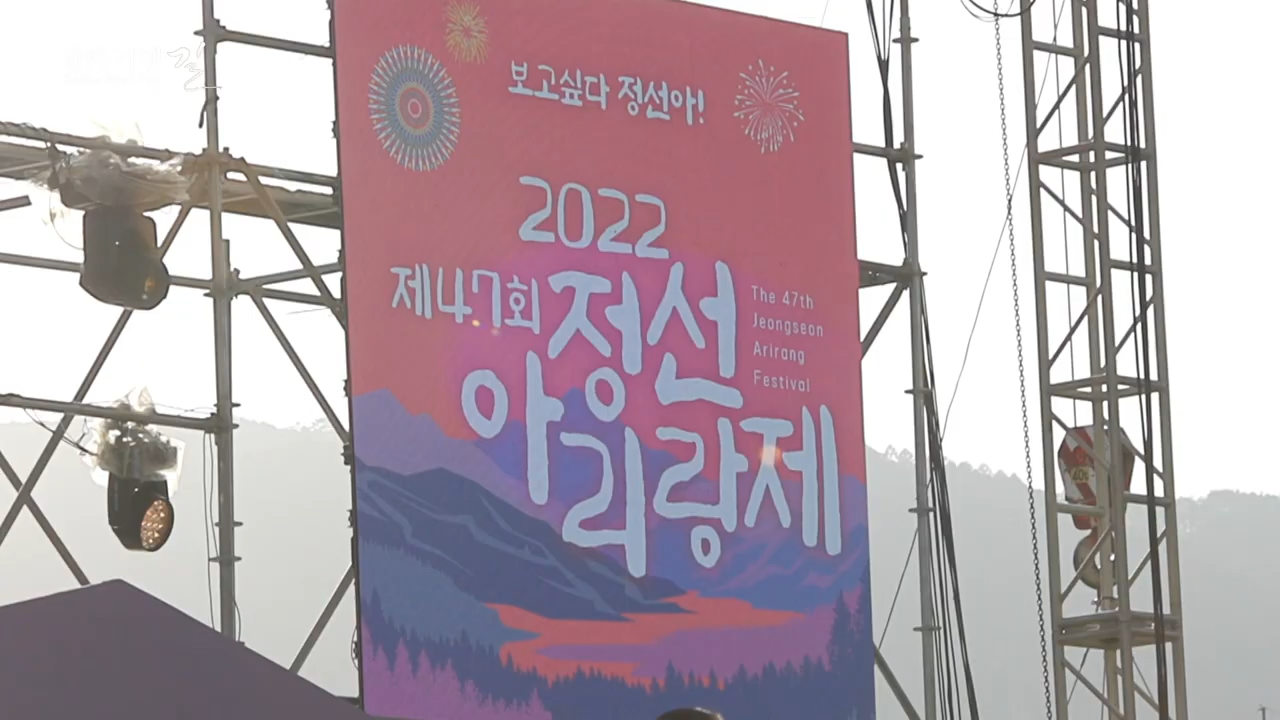 보고싶다 정선아!
2022
제47회 정선
아리랑제
The 47th
Jeongseon
Arirang
Festival
길